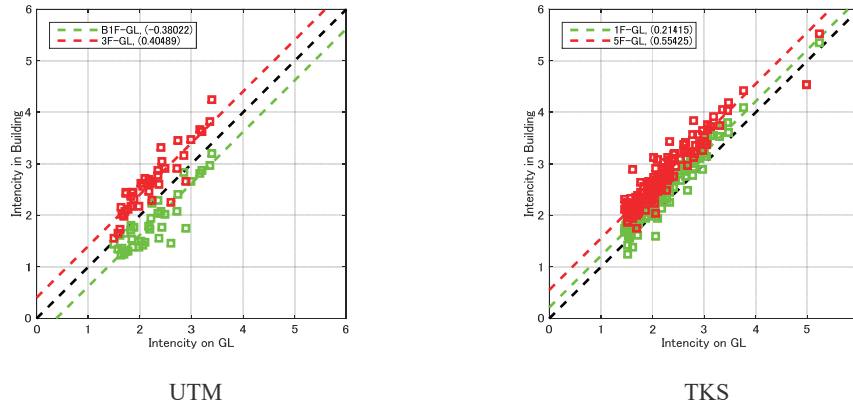 B1F-GL, (-0.38022)
3F-GL, (0.40489)
6
5
4
3
2
1
0
Intencity in Building
0 1 2 3 4 5 6
Intencity on GL
UTM
1F-GL, (0.21415)
5F-GL, (0.55425)
6
5
4
3
2
1
0
Intencity in Building
0 1 2 3 4 5 6
Intencity on GL
TKS